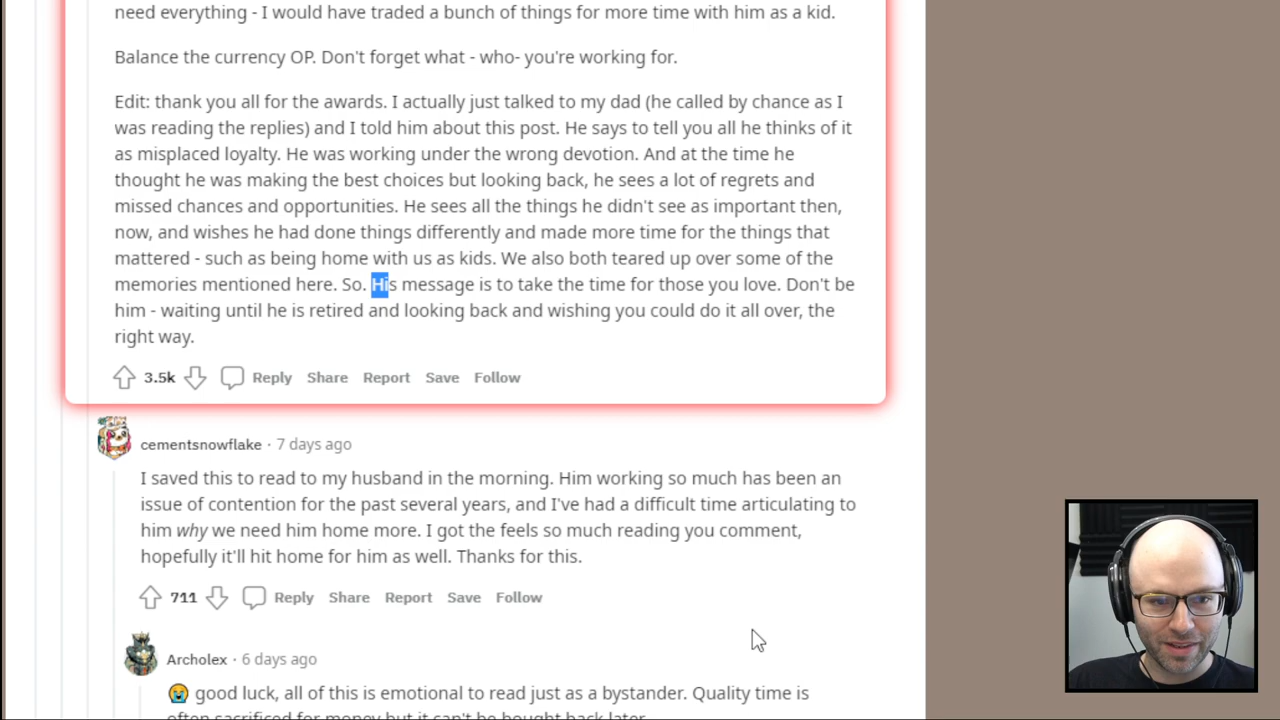 need everything - I would have traded a bunch of things for more time with him as a kid.
Balance the currency OP. Don't forget what - who- you're working for.
Edit: thank you all for the awards. I actually just talked to my dad (he called by chance as I
was reading the replies) and I told him about this post. He says to tell you all he thinks of it
as misplaced loyalty. He was working under the wrong devotion. And at the time he
thought he was making the best choices but looking back, he sees a lot of regrets and
missed chances and opportunities. He sees all the things he didn't see as important then,
now, and wishes he had done things differently and made more time for the things that
mattered - such as being home with us as kids. We also both teared up over some of the
memories mentioned here. So. His message is to take the time for those you love. Don't be
him - waiting until he is retired and looking back and wishing you could do it all over, the
right way.
3.5k Reply Share Report Save Follow
cementsnowflake · 7 days ago
I saved this to read to my husband in the morning. Him working so much has been an
issue of contention for the past several years, and I've had a difficult time articulating to
him why we need him home more. I got the feels so much reading you comment,
hopefully it'll hit home for him as well. Thanks for this.
711 Reply Share Report Save Follow
Archolex · 6 days ago
😭 good luck, all of this is emotional to read just as a bystander. Quality time is
often sacrificed for money but it can't be bought back later